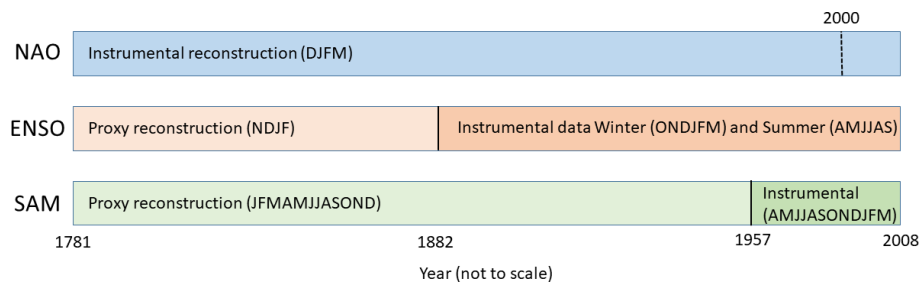 2000
NAO
Instrumental reconstruction (DJFM)
ENSO
Proxy reconstruction (NDJF)
Instrumental data Winter (ONDJFM) and Summer (AMJJAS)
SAM
Proxy reconstruction (JFMAMJJASOND)
Instrumental
(AMJJASONDJFM)
1781
1882
1957
2008
Year (not to scale)